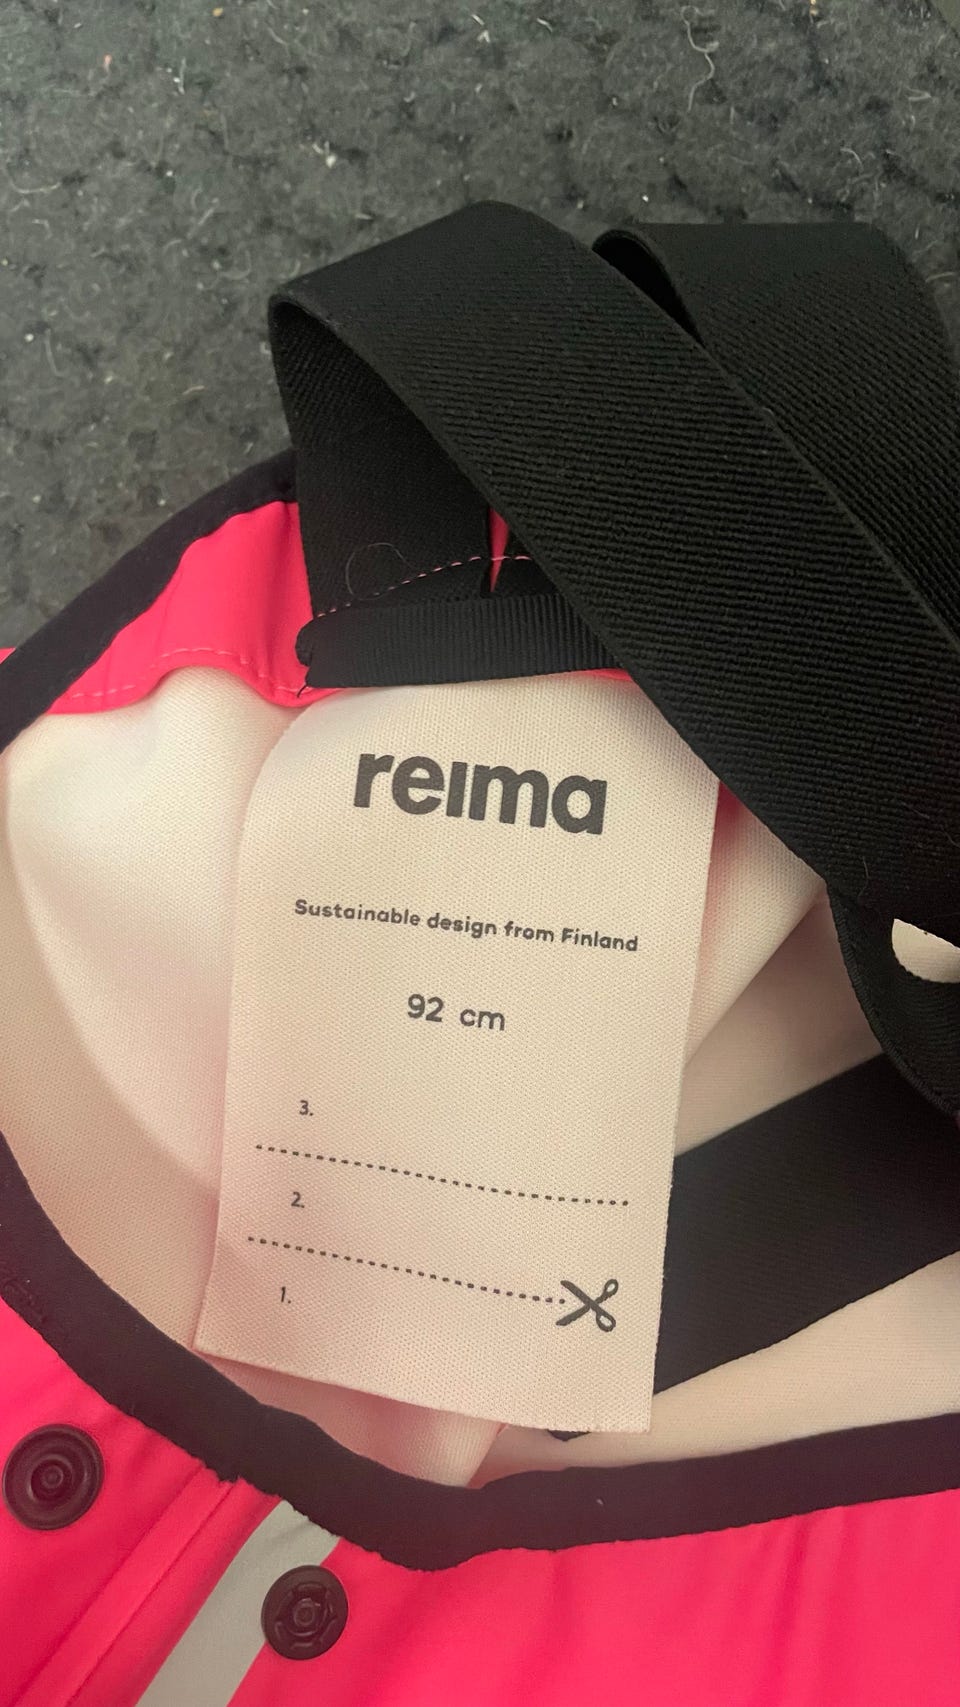 reima
Sustainable design from Finland
92 cm
3.
2.
1.